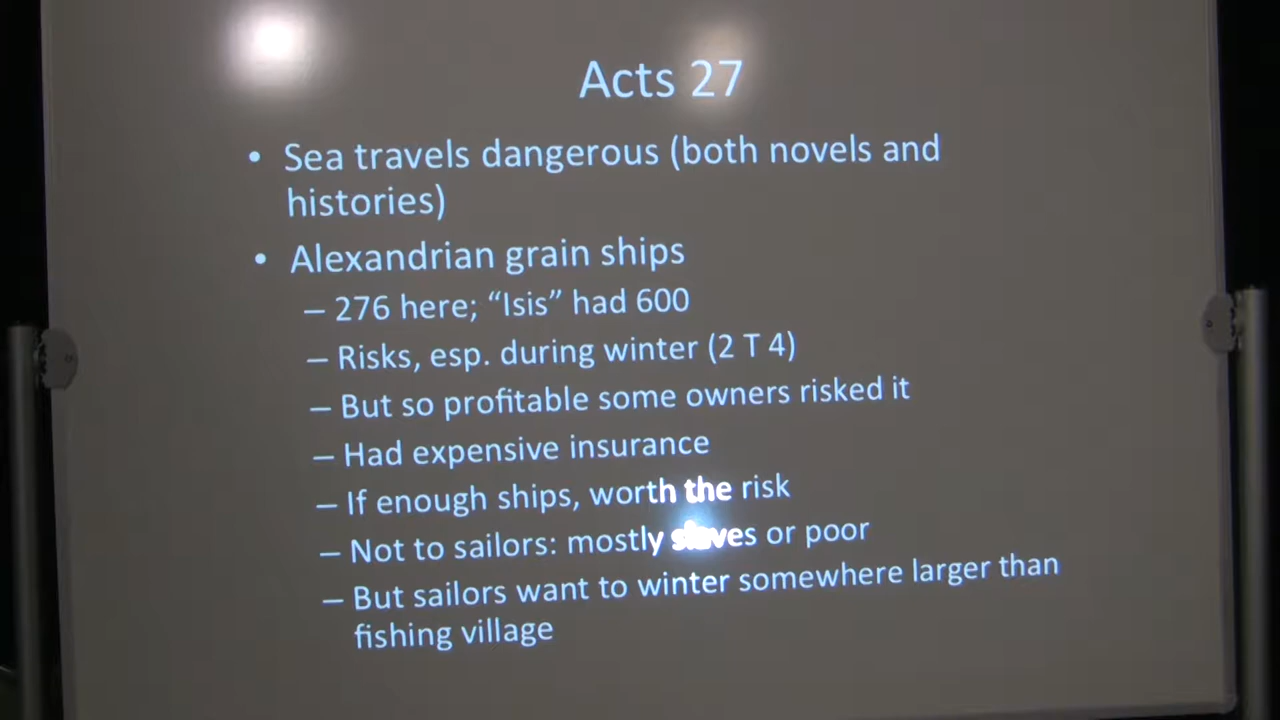 Acts 27
• Sea travels dangerous (both novels and
histories)
• Alexandrian grain ships
– 276 here; “Isis” had 600
– Risks, esp. during winter (2 T 4)
– But so profitable some owners risked it
– Had expensive insurance
– If enough ships, worth the risk
– Not to sailors: mostly slaves or poor
– But sailors want to winter somewhere larger than
fishing village